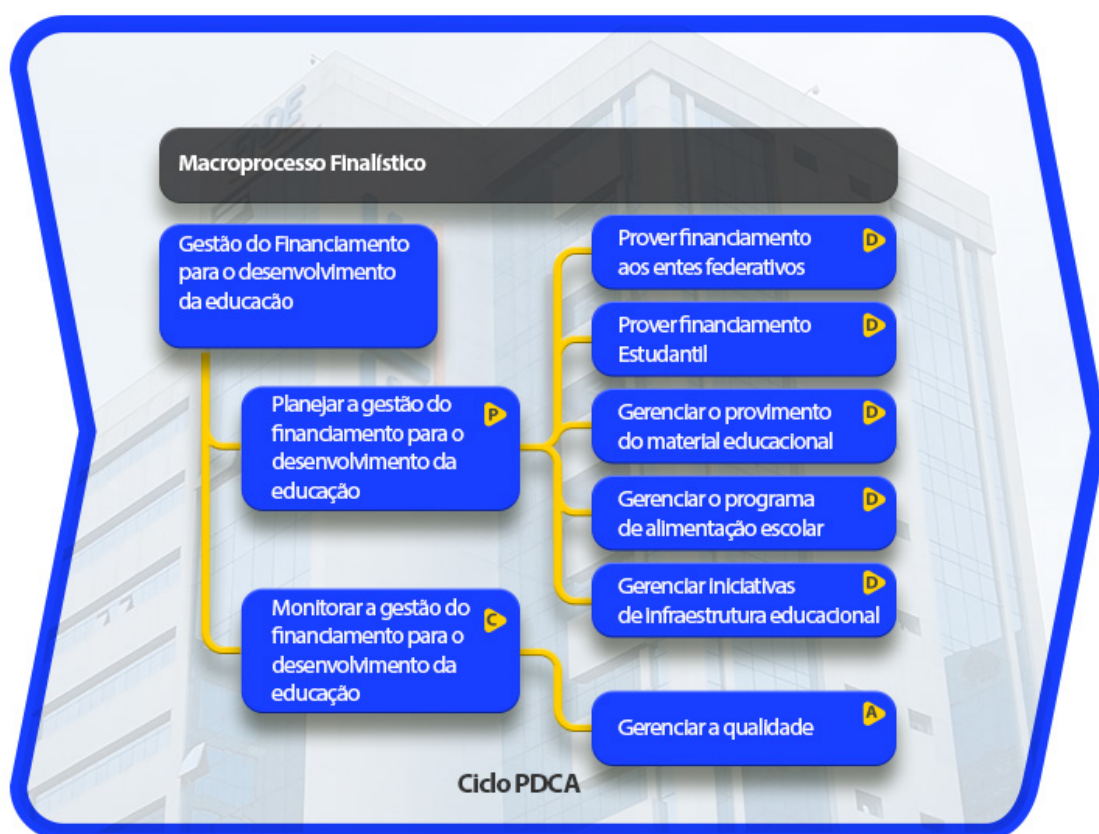 Macroprocesso Finalístico
Gestão do Financiamento
para o desenvolvimento
da educacão
Planejar a gestão do
financiamento para o
desenvolvimento da
educação
P
Monitorar a gestão do
financiamento para o
desenvolvimento da
educação
C
Prover financiamento
aos entes federativos
D
Prover financiamento
Estudantil
D
Gerenciar o provimento
do material educacional
D
Gerenciar o programa
de alimentação escolar
D
Gerenciar iniciativas
de infraestrutura educacional
D
Gerenciar a qualidade
A
Ciclo PDCA